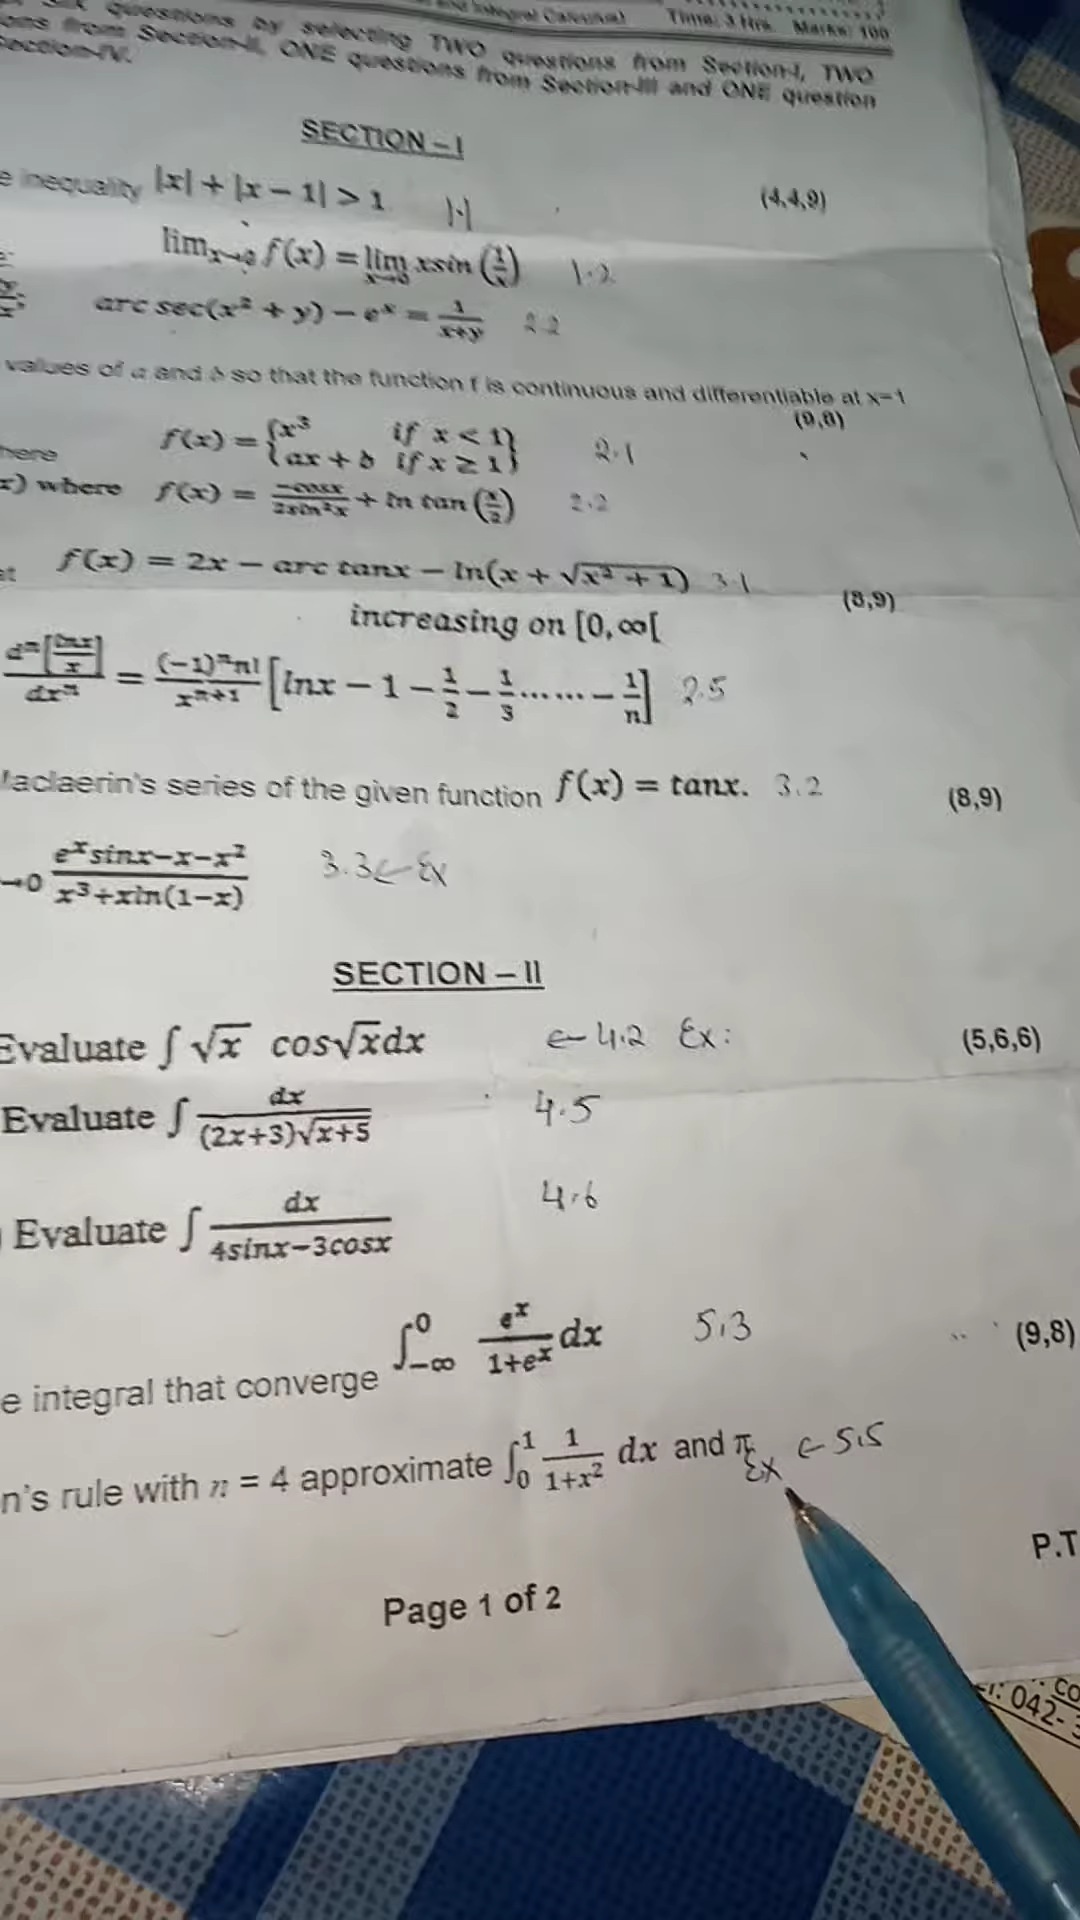 and Integral Calculus) Time: 3 Hrs. Marks: 100
questions by selecting TWO questions from Section-I, TWO
from Section-II, ONE questions from Section-III and ONE question
Section-IV.
SECTION – I
e inequality |x| + |x − 1| > 1 1.1 (4,4,9)
lim f(x) = lim x→0 xsin (1/x) 1.2
arc sec(x² + y) − eˣ = 1/(x+y) 2.2
values of a and b so that the function f is continuous and differentiable at x=1
(9,8)
f(x) = {x³ if x < 1
ax + b if x ≥ 1} 2.1
here
x) where f(x) = −cosx/2sin²x + ln tan (x/2) 2.2
f(x) = 2x − arc tanx − ln(x + √(x² + 1)) 3.1 (8,9)
increasing on [0, ∞[
dⁿ[lnx/x]/dxⁿ = (−1)ⁿn!/xⁿ⁺¹ [lnx − 1 − 1/2 − 1/3 ...... − 1/n] 2.5
aclaerin's series of the given function f(x) = tanx. 3.2 (8,9)
→0 (eˣsinx−x−x²)/(x³+xln(1−x)) 3.3 ← Ex
SECTION – II
Evaluate ∫ √x cos√x dx ← 4.2 Ex: (5,6,6)
Evaluate ∫ dx/((2x+3)√(x+5)) 4.5
Evaluate ∫ dx/(4sinx−3cosx) 4.6
e integral that converge ∫₋∞⁰ eˣ/(1+eˣ) dx 5.3 (9,8)
n's rule with n = 4 approximate ∫₀¹ 1/(1+x²) dx and π Ex ← 5.5
P.T
Page 1 of 2
042-